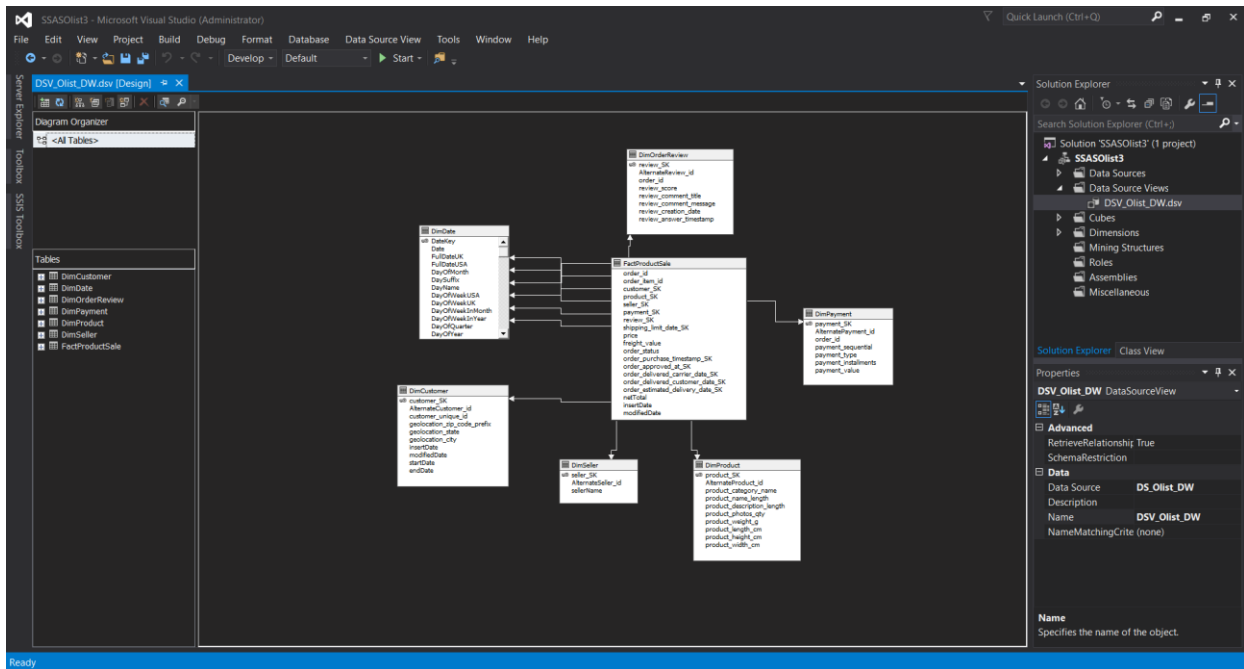 SSASOlist3 - Microsoft Visual Studio (Administrator)
Quick Launch (Ctrl+Q)
File Edit View Project Build Debug Format Database Data Source View Tools Window Help
Develop Default Start
Server Explorer
Toolbox
SSIS Toolbox
DSV_Olist_DW.dsv [Design]
Diagram Organizer
<All Tables>
Tables
DimCustomer
DimDate
DimOrderReview
DimPayment
DimProduct
DimSeller
FactProductSale
DimOrderReview
review_SK
AlternateReview_id
order_id
review_score
review_comment_title
review_comment_message
review_creation_date
review_answer_timestamp
DimDate
DateKey
Date
FullDateUK
FullDateUSA
DayOfMonth
DaySuffix
DayName
DayOfWeekUSA
DayOfWeekUK
DayOfWeekInMonth
DayOfWeekInYear
DayOfQuarter
DayOfYear
FactProductSale
order_id
order_item_id
customer_SK
product_SK
seller_SK
payment_SK
review_SK
shipping_limit_date_SK
price
freight_value
order_status
order_purchase_timestamp_SK
order_approved_at_SK
order_delivered_carrier_date_SK
order_delivered_customer_date_SK
order_estimated_delivery_date_SK
netTotal
insertDate
modifiedDate
DimPayment
payment_SK
AlternatePayment_id
order_id
payment_sequential
payment_type
payment_instalments
payment_value
DimCustomer
customer_SK
AlternateCustomer_id
customer_unique_id
geolocation_zip_code_prefix
geolocation_state
geolocation_city
insertDate
modifiedDate
startDate
endDate
DimSeller
seller_SK
AlternateSeller_id
sellerName
DimProduct
product_SK
AlternateProduct_id
product_category_name
product_name_length
product_description_length
product_photos_qty
product_weight_g
product_length_cm
product_height_cm
product_width_cm
Solution Explorer
Search Solution Explorer (Ctrl+;)
Solution 'SSASOlist3' (1 project)
SSASOlist3
Data Sources
Data Source Views
DSV_Olist_DW.dsv
Cubes
Dimensions
Mining Structures
Roles
Assemblies
Miscellaneous
Solution Explorer Class View
Properties
DSV_Olist_DW DataSourceView
Advanced
RetrieveRelationship True
SchemaRestriction
Data
Data Source DS_Olist_DW
Description
Name DSV_Olist_DW
NameMatchingCrite (none)
Name
Specifies the name of the object.
Ready